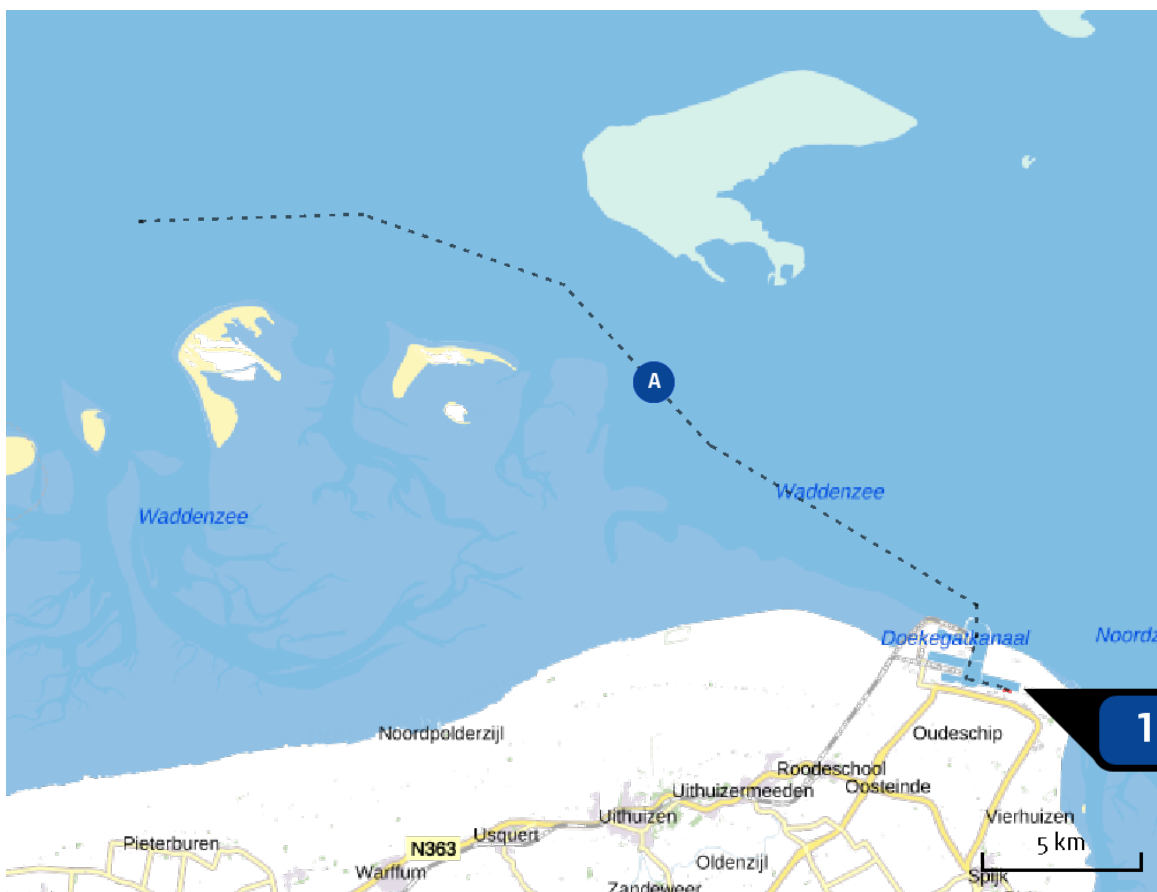 A
Waddenzee
Waddenzee
Doekegatkanaal
Noordz
1
Noordpolderzijl
Oudeschip
Roodeschool
Uithuizermeeden
Oosteinde
Uithuizen
Vierhuizen
Usquert
Pieterburen
N363
5 km
Oldenzijl
Warffum
Spijk
Zandeweer